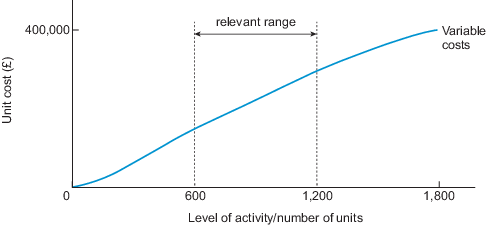 relevant range
400,000
Variable
costs
Unit cost (£)
0
600
1,200
1,800
Level of activity/number of units